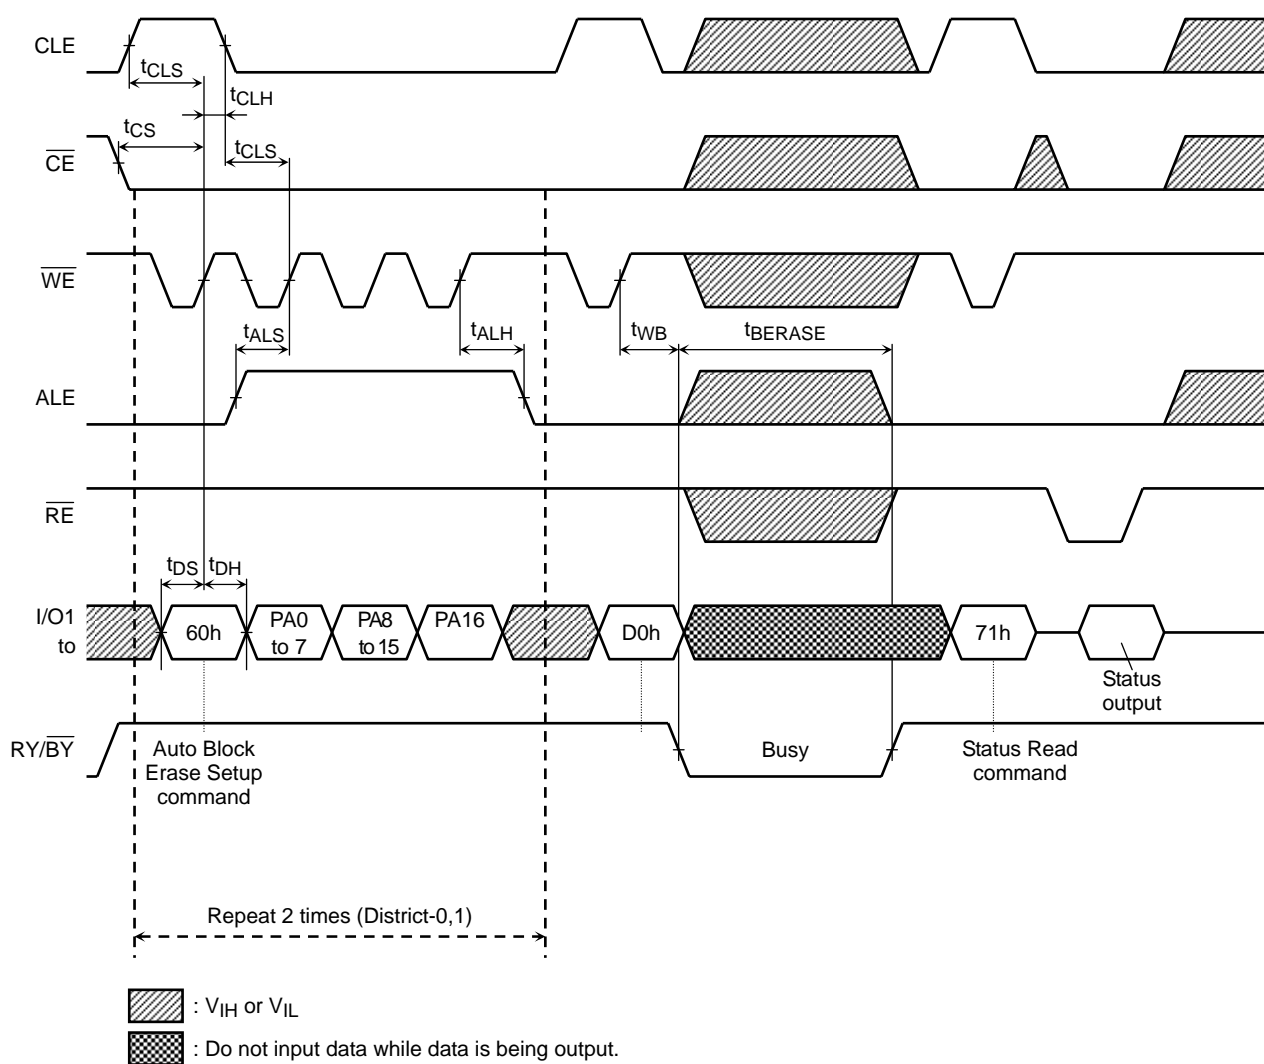 CLE
tCLS
tCLH
tCS
tCLS
CE
WE
tALS
tALH
tWB
tBERASE
ALE
RE
tDS
tDH
I/O1
to
60h
PA0
to 7
PA8
to 15
PA16
D0h
71h
Status
output
RY/BY
Auto Block
Erase Setup
command
Busy
Status Read
command
Repeat 2 times (District-0,1)
: VIH or VIL
: Do not input data while data is being output.